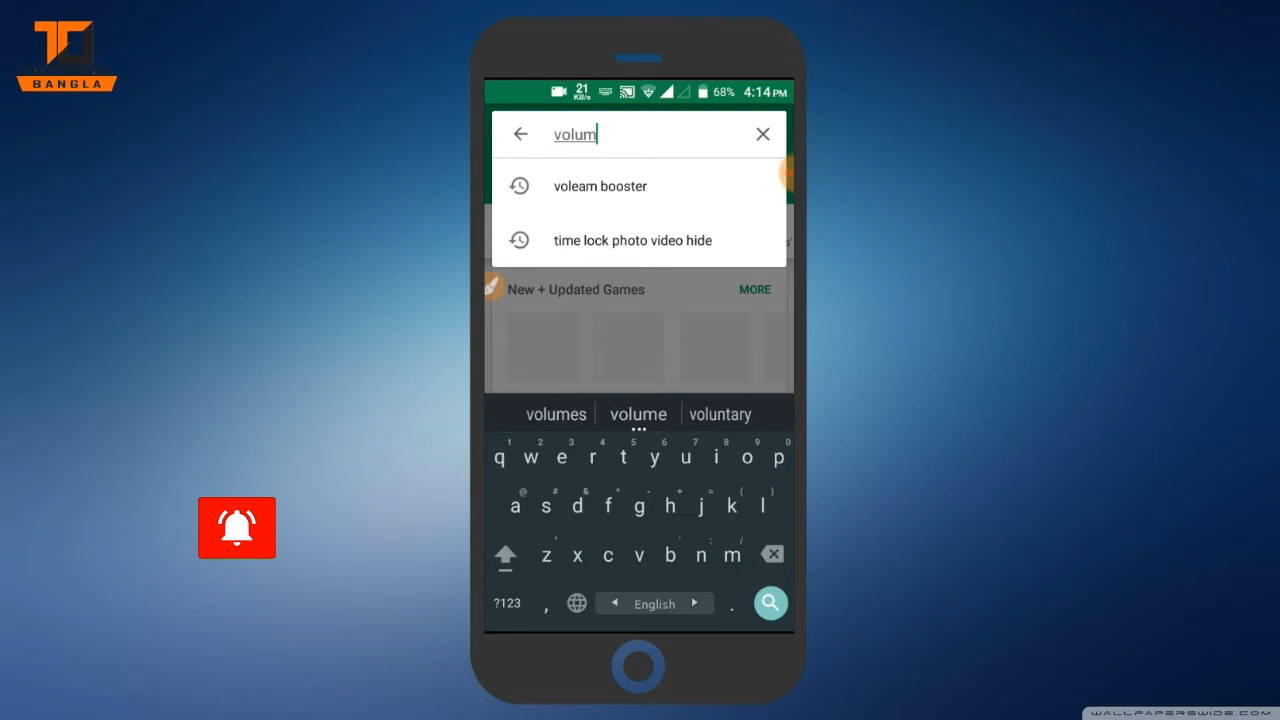 BANGLA
21
KB/s
68%
4:14 PM
volum
voleam booster
time lock photo video hide
New + Updated Games
MORE
volumes
volume
voluntary
1 2 3 4 5 6 7 8 9 0
q w e r t y u i o p
@ # & * - + = ( )
a s d f g h j k l
z x c v b n m
?123 , English .
WALLPAPERSWIDE.COM